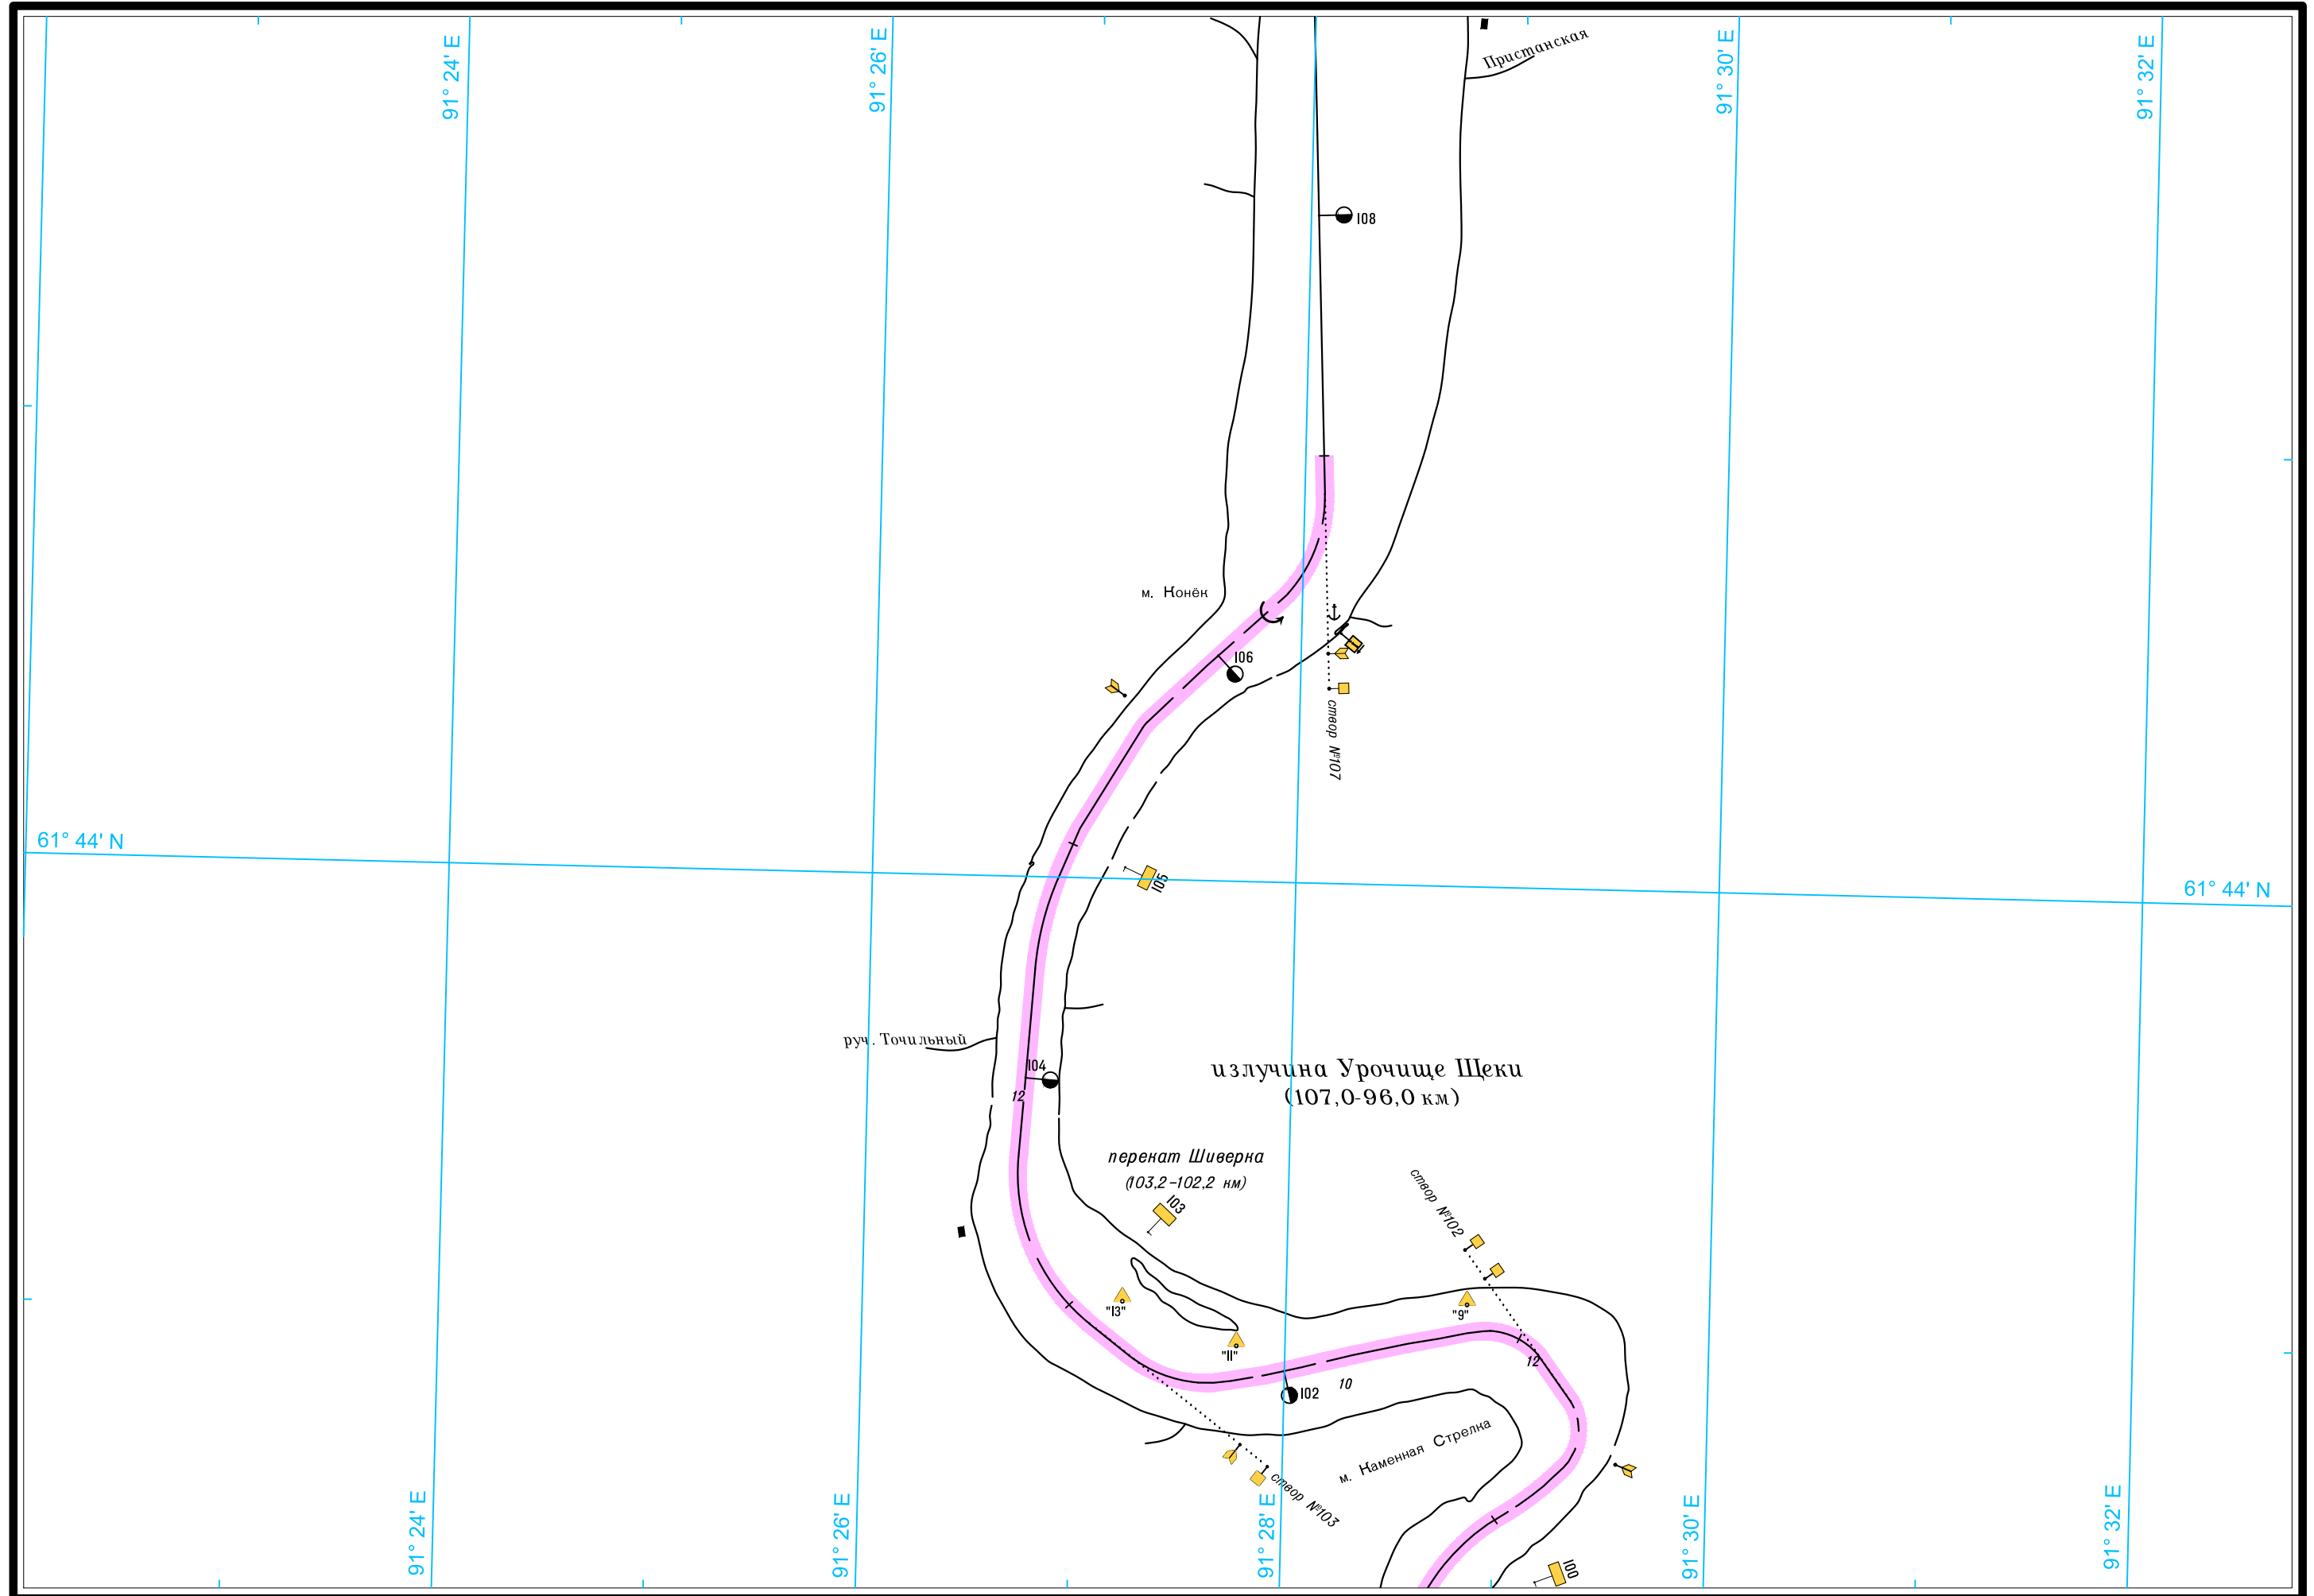 91° 24' E
91° 26' E
91° 30' E
91° 32' E
Пристанская
108
м. Конёк
106
створ №107
61° 44' N
61° 44' N
105
руч. Точильный
104
12
излучина Урочище Щеки
(107,0-96,0 км)
перекат Шиверка
(103,2-102,2 км)
103
створ №102
"13"
"9"
"11"
12
10
102
м. Каменная Стрелка
створ №103
91° 24' E
91° 26' E
91° 28' E
91° 30' E
91° 32' E
100